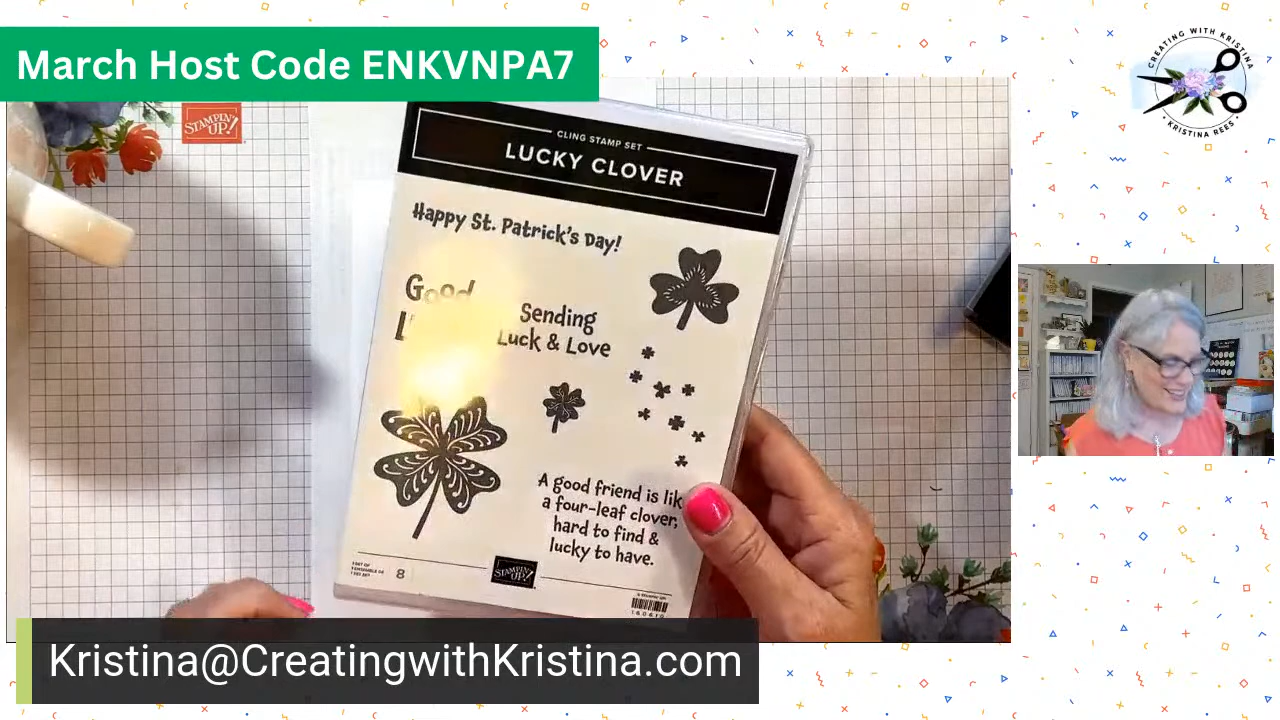 March Host Code ENKVNPA7
CREATING WITH KRISTINA
• KRISTINA REES •
STAMPIN' UP!
CLING STAMP SET
LUCKY CLOVER
Happy St. Patrick's Day!
Good
Sending
Luck & Love
A good friend is lik
a four-leaf clover,
hard to find &
lucky to have.
8
STAMPIN' UP!
Kristina@CreatingwithKristina.com